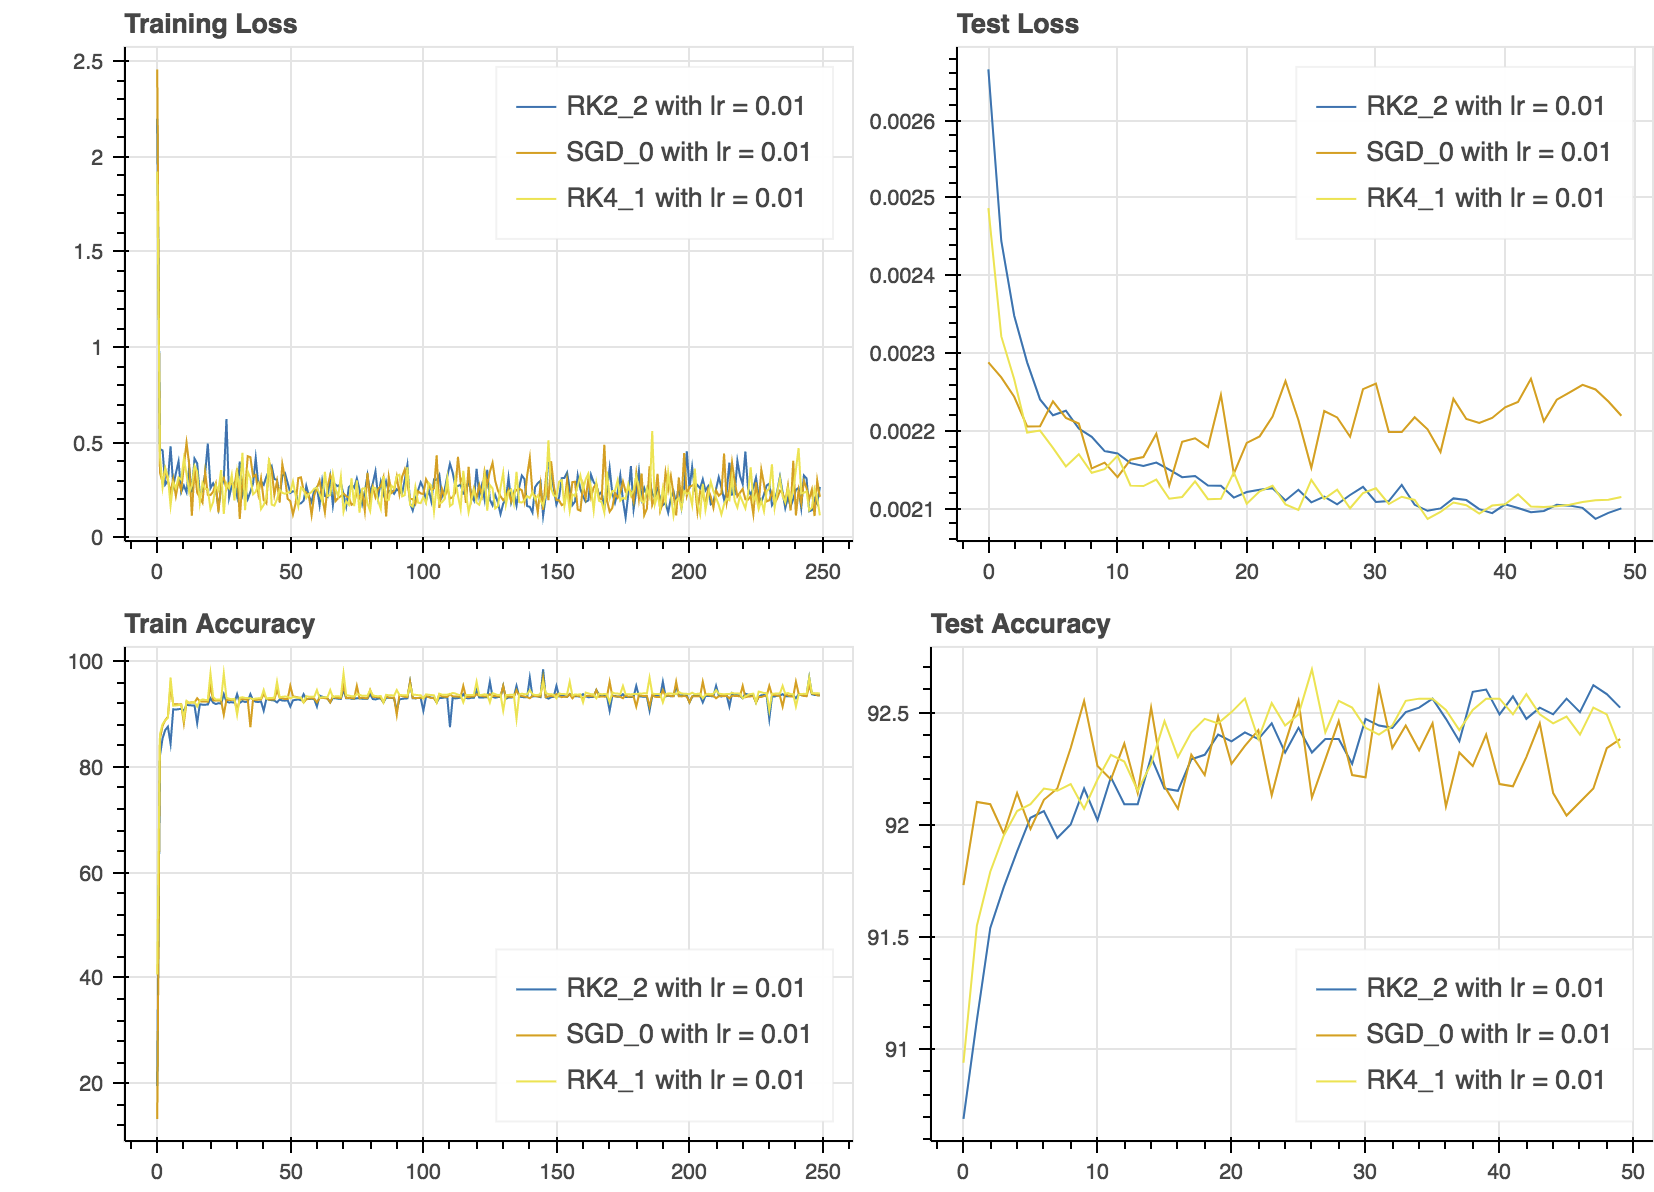 Training Loss
2.5
2
1.5
1
0.5
0
0 50 100 150 200 250
RK2_2 with lr = 0.01
SGD_0 with lr = 0.01
RK4_1 with lr = 0.01
Test Loss
0.0026
0.0025
0.0024
0.0023
0.0022
0.0021
0 10 20 30 40 50
RK2_2 with lr = 0.01
SGD_0 with lr = 0.01
RK4_1 with lr = 0.01
Train Accuracy
100
80
60
40
20
0 50 100 150 200 250
RK2_2 with lr = 0.01
SGD_0 with lr = 0.01
RK4_1 with lr = 0.01
Test Accuracy
92.5
92
91.5
91
0 10 20 30 40 50
RK2_2 with lr = 0.01
SGD_0 with lr = 0.01
RK4_1 with lr = 0.01